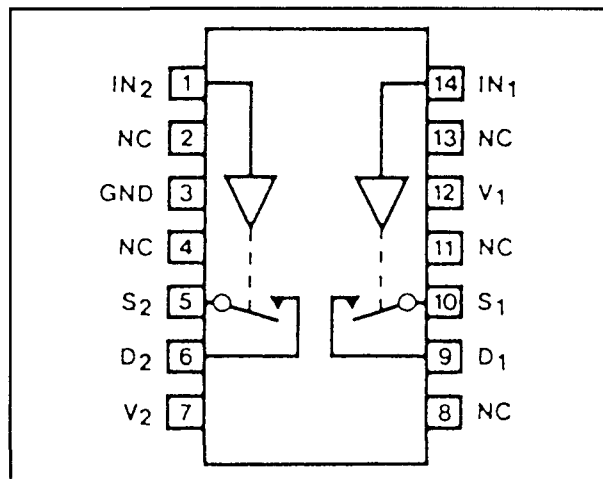 IN2 1 14 IN1
NC 2 13 NC
GND 3 12 V1
NC 4 11 NC
S2 5 10 S1
D2 6 9 D1
V2 7 8 NC